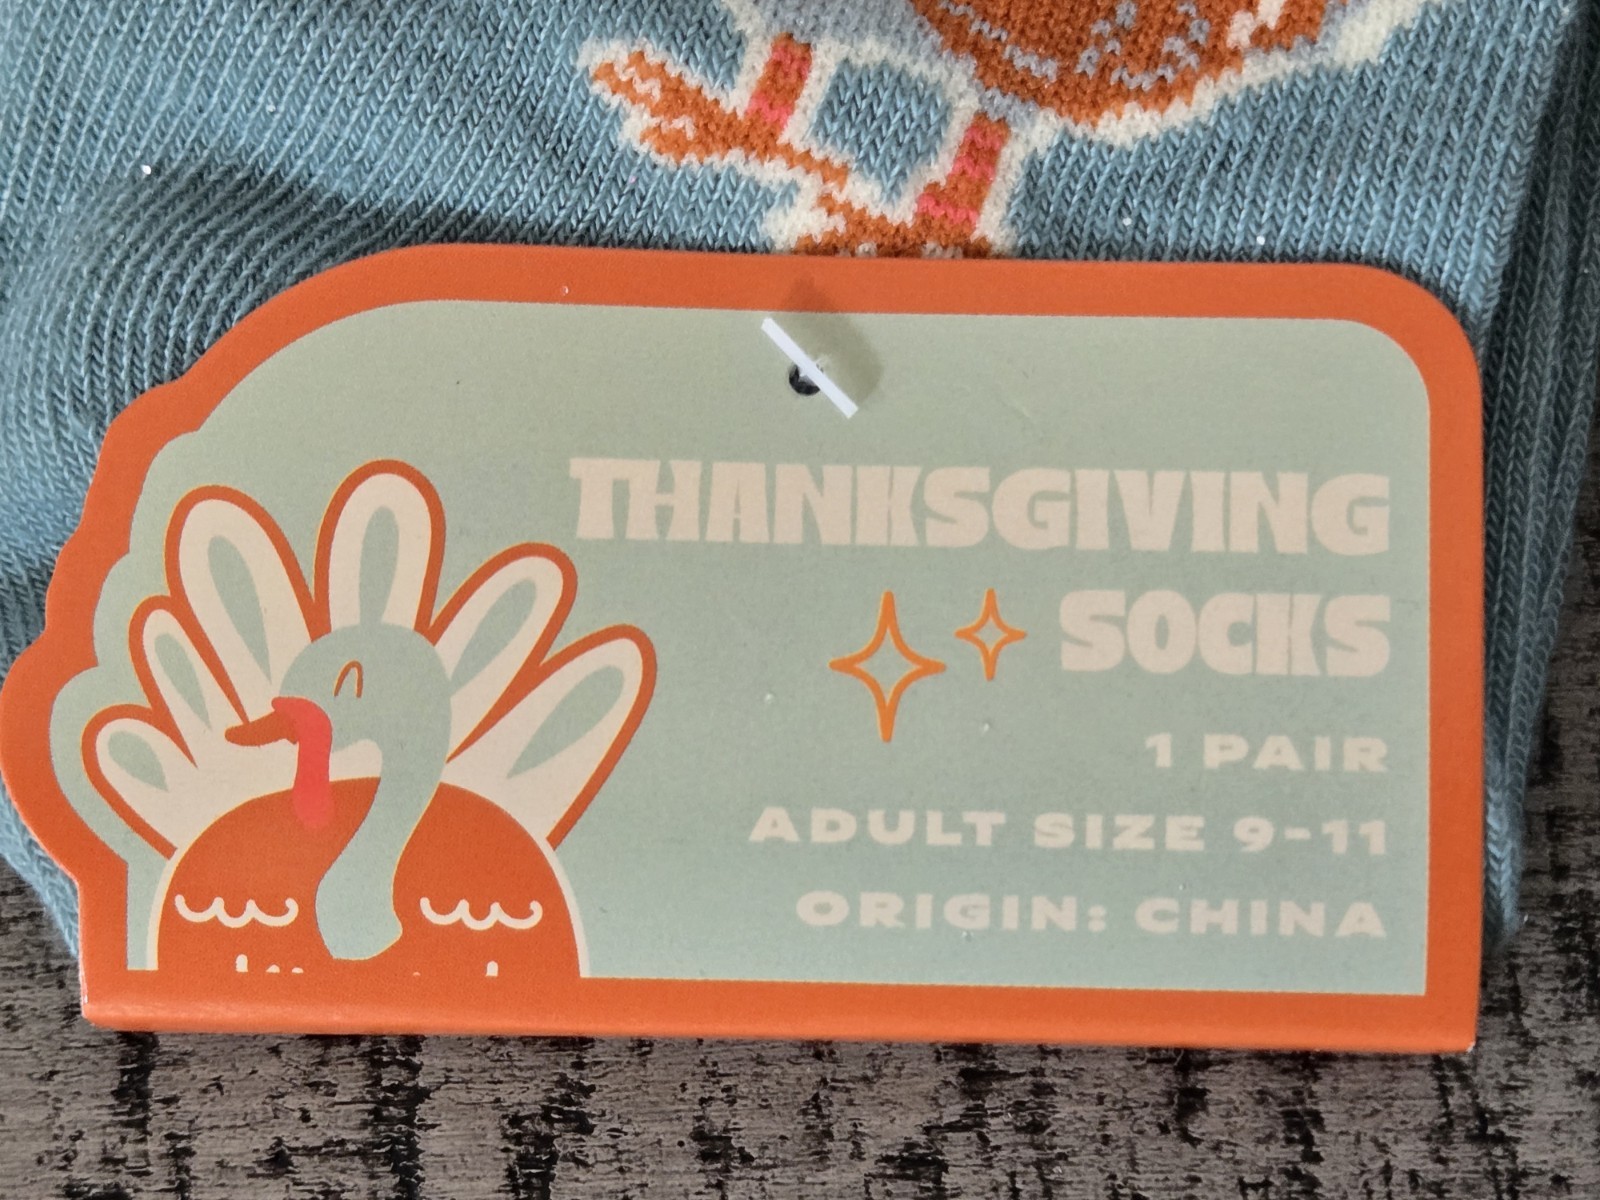 THANKSGIVING
SOCKS
1 PAIR
ADULT SIZE 9-11
ORIGIN: CHINA